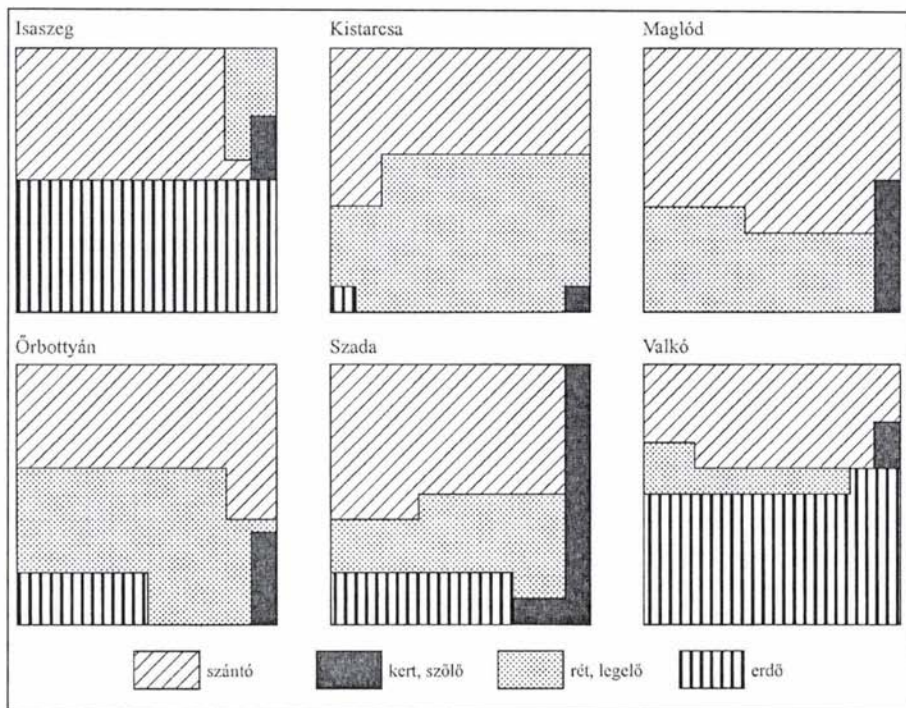 Isaszeg
Kistarcsa
Maglód
Őrbottyán
Szada
Valkó
szántó
kert, szőlő
rét, legelő
erdő